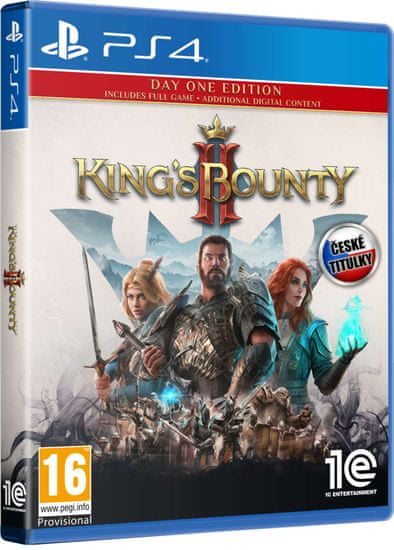 PS4
DAY ONE EDITION
INCLUDES FULL GAME • ADDITIONAL DIGITAL CONTENT
KING'S BOUNTY
II
ČESKÉ
TITULKY
16
www.pegi.info
Provisional
1C
1C ENTERTAINMENT
PS4
KING'S BOUNTY
II
1C